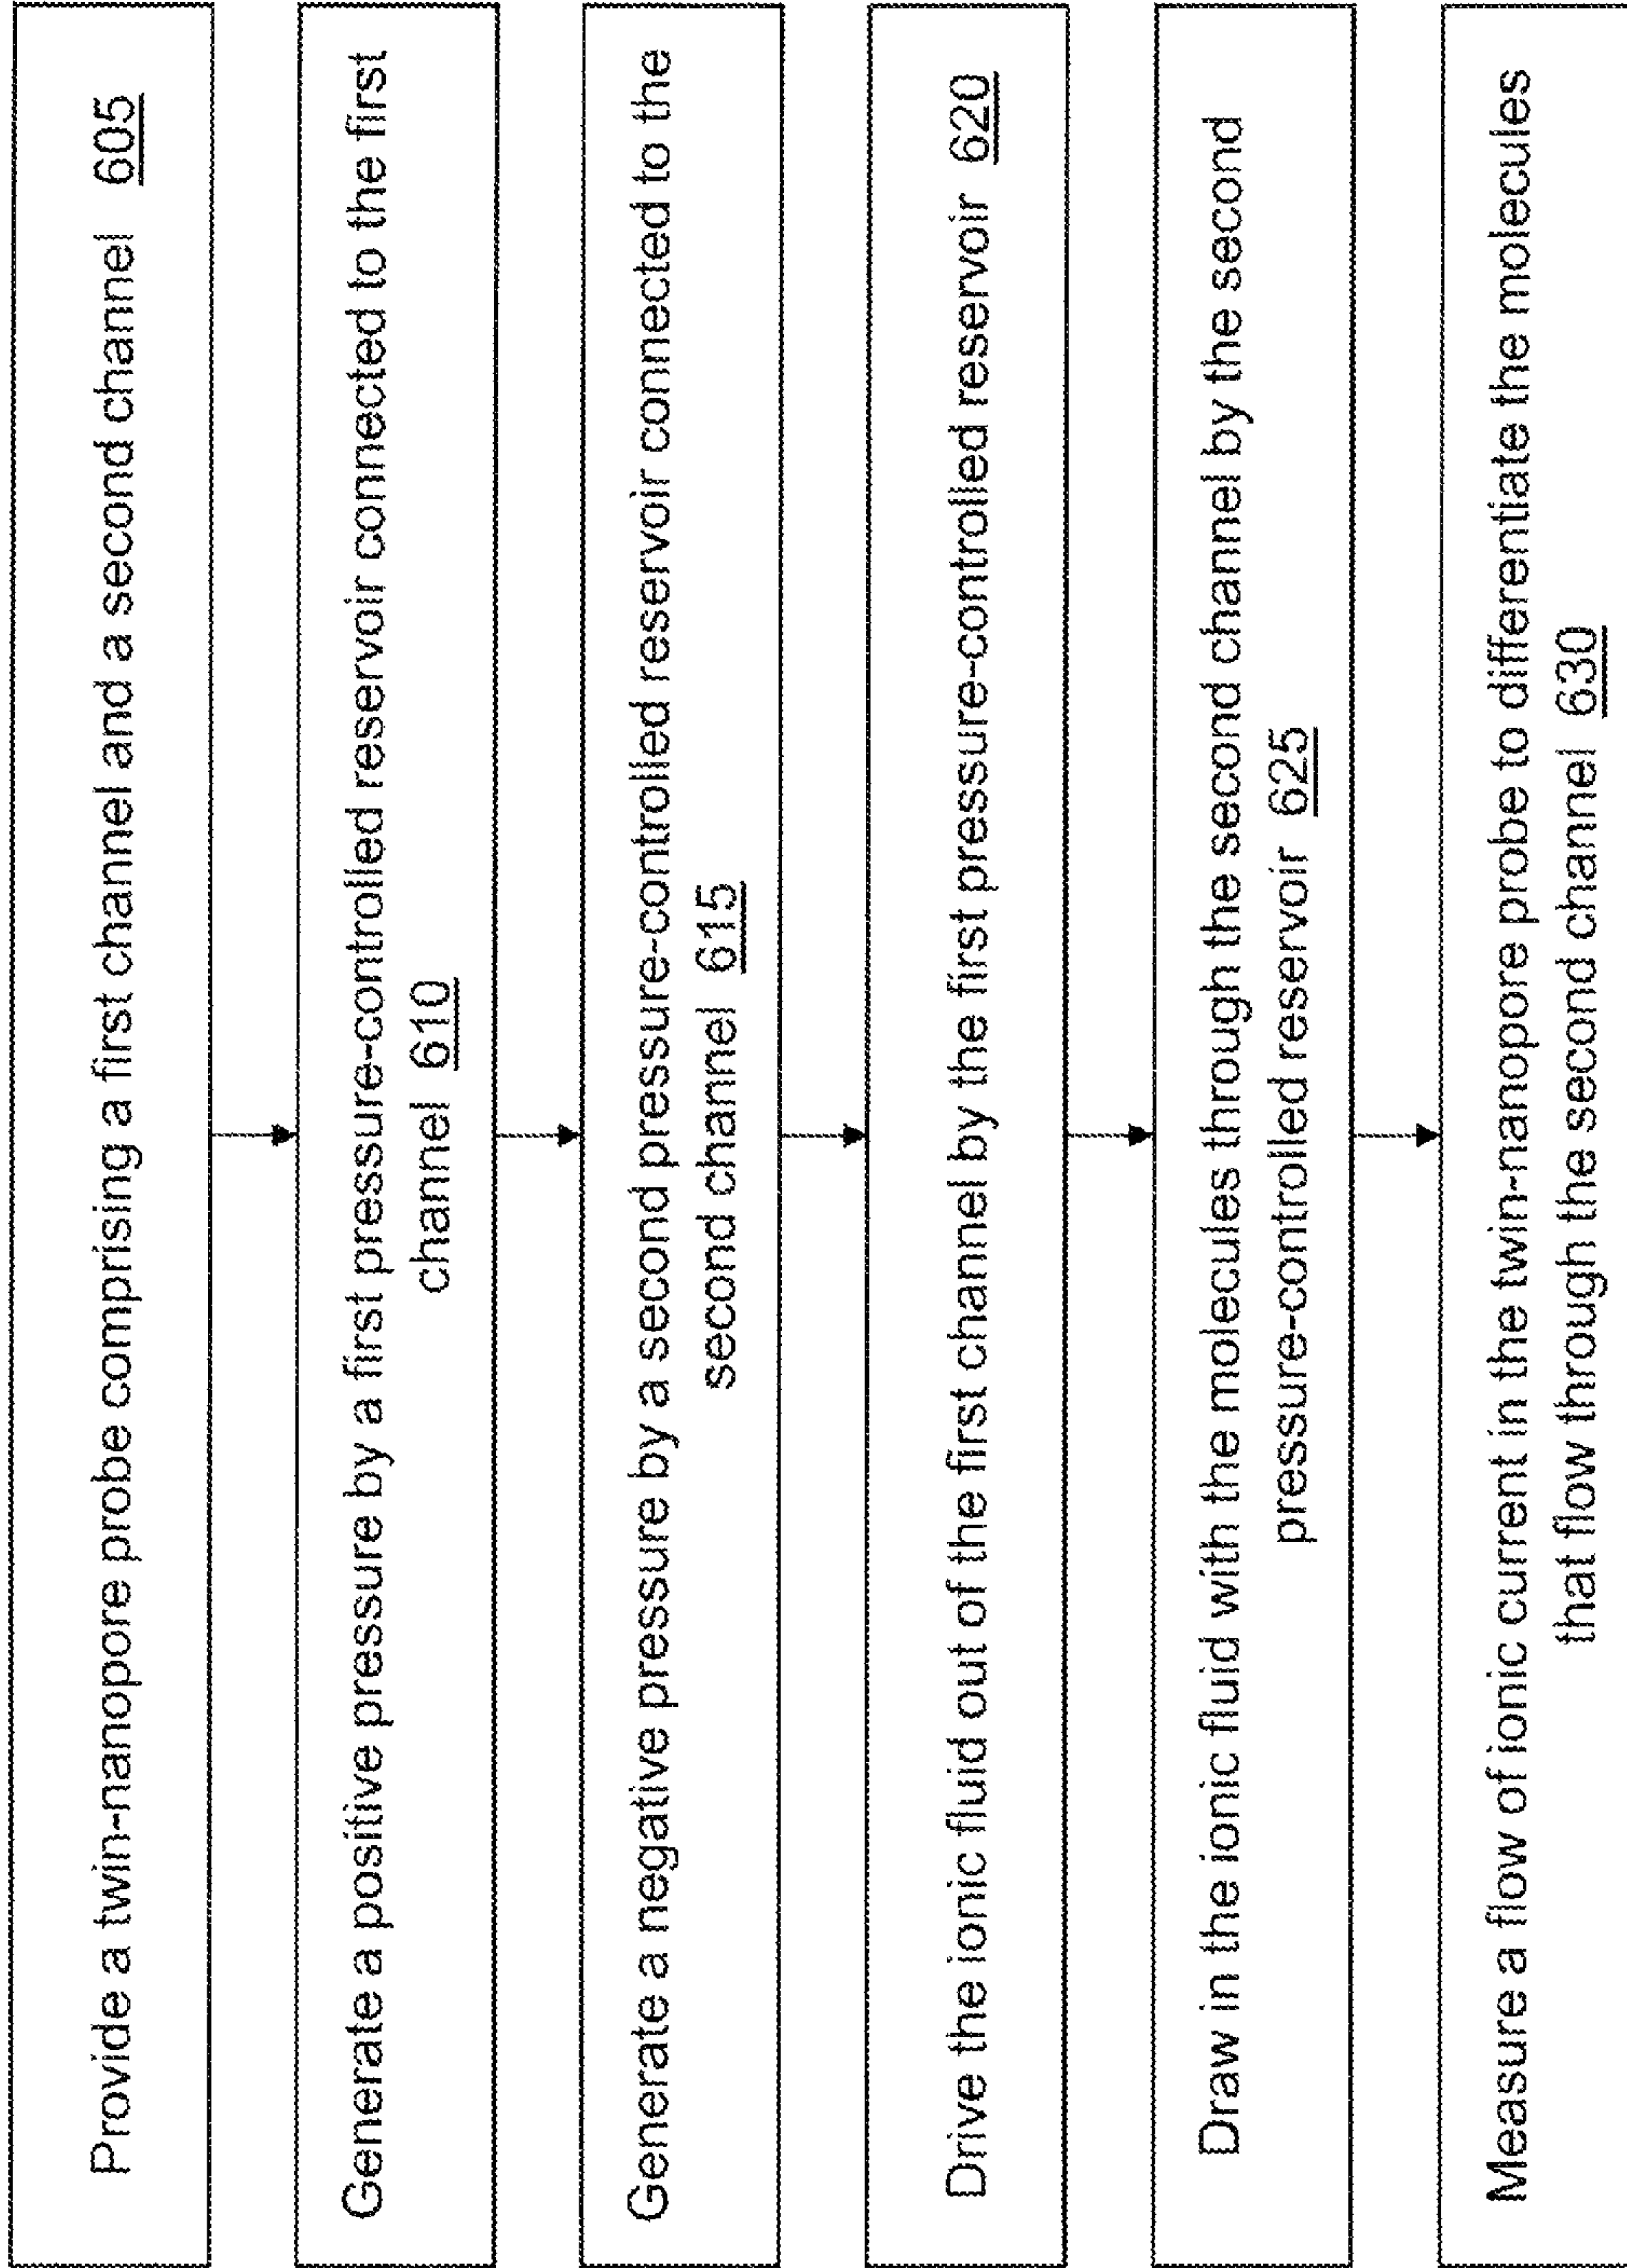 Provide a twin-nanopore probe comprising a first channel and a second channel 605
Generate a positive pressure by a first pressure-controlled reservoir connected to the first
channel 610
Generate a negative pressure by a second pressure-controlled reservoir connected to the
second channel 615
Drive the ionic fluid out of the first channel by the first pressure-controlled reservoir 620
Draw in the ionic fluid with the molecules through the second channel by the second
pressure-controlled reservoir 625
Measure a flow of ionic current in the twin-nanopore probe to differentiate the molecules
that flow through the second channel 630